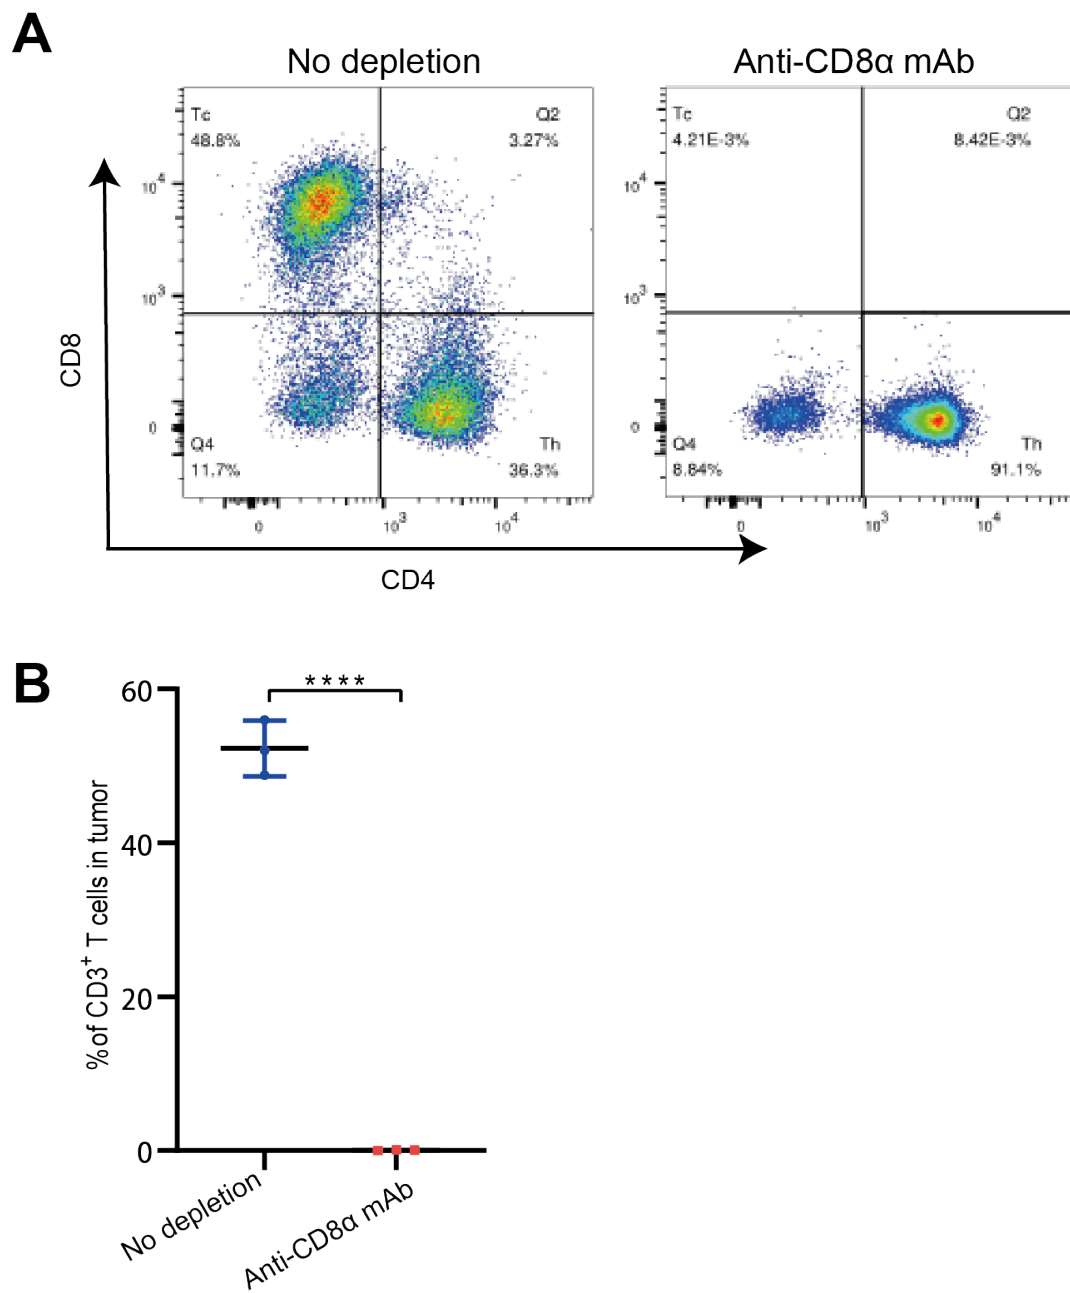 A
No depletion
Anti-CD8α mAb
Tc
48.8%
Q2
3.27%
Q4
11.7%
Th
36.3%
10⁴
10³
0
0
10³
10⁴
Tc
4.21E-3%
Q2
8.42E-3%
Q4
8.84%
Th
91.1%
10⁴
10³
0
0
10³
10⁴
CD8
CD4
B
60
40
20
0
****
% of CD3⁺ T cells in tumor
No depletion
Anti-CD8α mAb